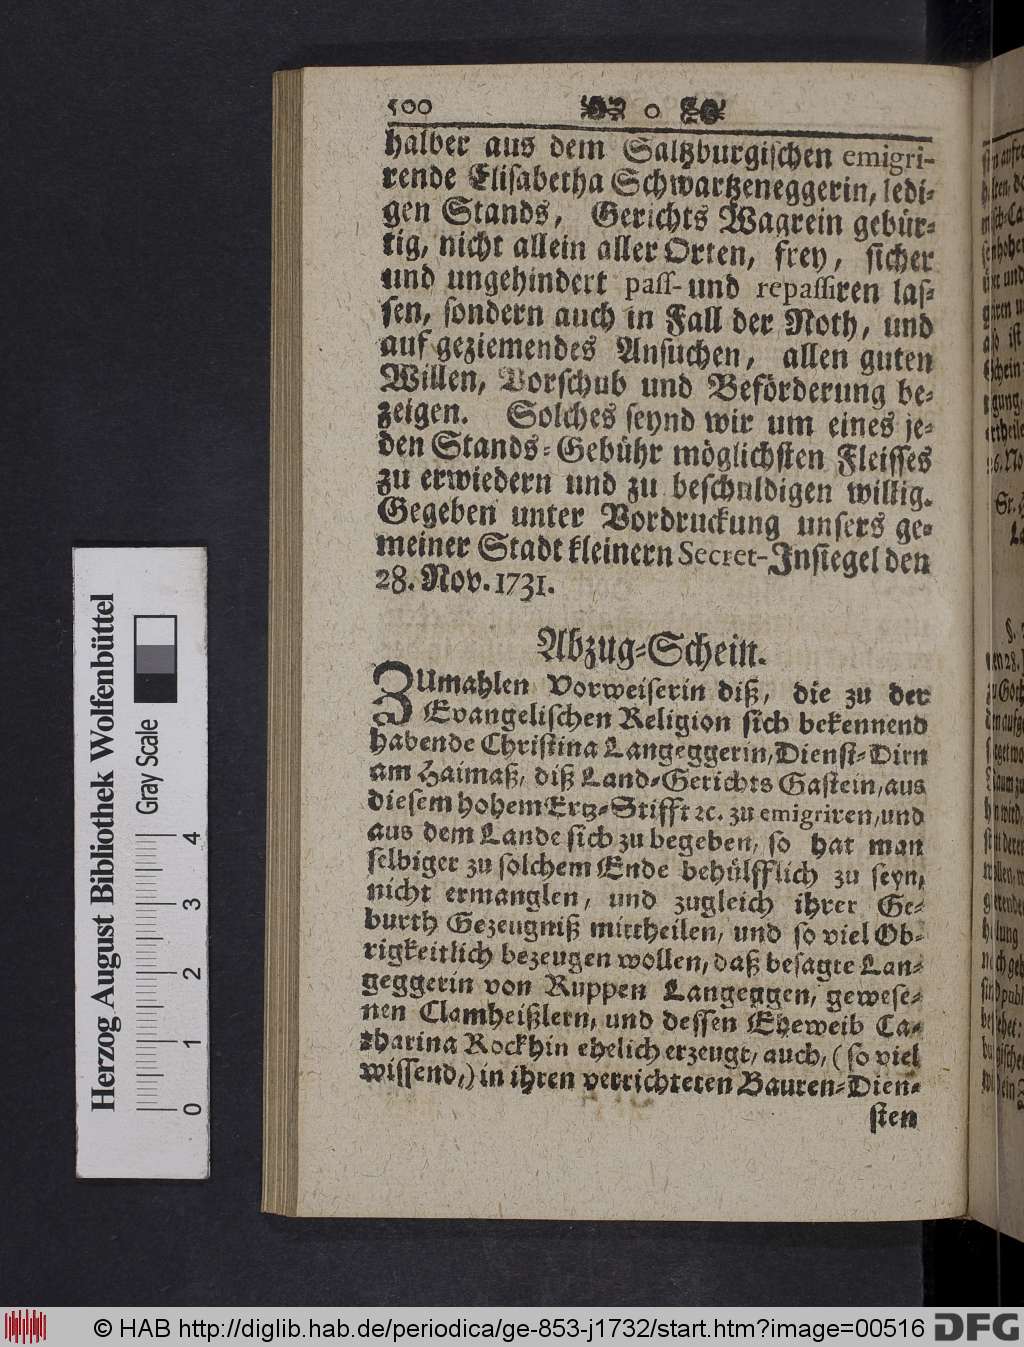 500 o
halber aus dem Saltzburgischen emigri-
rende Elisabetha Schwartzeneggerin, ledi-
gen Stands, Gerichts Wagrein gebür-
tig, nicht allein aller Orten, frey, sicher
und ungehindert pass- und repassiren las-
sen, sondern auch in Fall der Noth, und
auf geziemendes Ansuchen, allen guten
Willen, Vorschub und Beförderung be-
zeigen. Solches seynd wir um eines je-
den Stands-Gebühr möglichsten Fleisses
zu erwiedern und zu beschuldigen willig.
Gegeben unter Vordruckung unsers ge-
meiner Stadt kleinern Secret-Insiegel den
28. Nov. 1731.
Abzug-Schein.
ZUmahlen Vorweiserin diß, die zu der
Evangelischen Religion sich bekennend
habende Christina Langeggerin, Dienst-Dirn
am Haimaß, diß Land-Gerichts Gastein, aus
diesem hohem Ertz-Stifft ꝛc. zu emigriren, und
aus dem Lande sich zu begeben, so hat man
selbiger zu solchem Ende behülfflich zu seyn,
nicht ermanglen, und zugleich ihrer Ge-
burth Gezeugniß mittheilen, und so viel Ob-
rigkeitlich bezeugen wollen, daß besagte Lan-
geggerin von Ruppen Langeggen, gewese-
nen Clamheißlern, und dessen Eheweib Ca-
tharina Rockhin ehelich erzeugt, auch, (so viel
wissend,) in ihren verrichteten Bauren-Dien-
sten
Herzog August Bibliothek Wolfenbüttel
Gray Scale
0 1 2 3 4
© HAB http://diglib.hab.de/periodica/ge-853-j1732/start.htm?image=00516 DFG